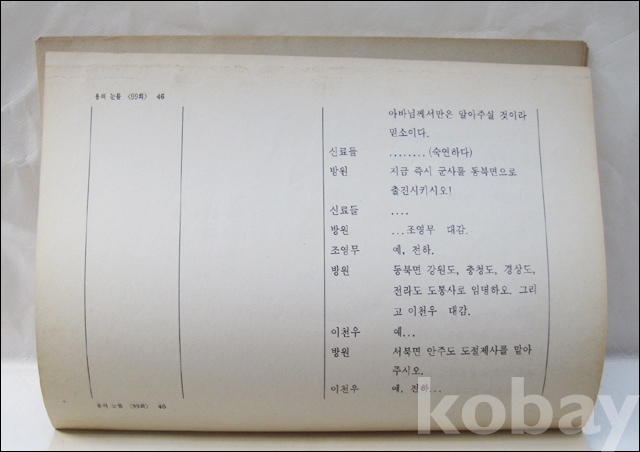 용의 눈물 <99회> 46
아바님께서만은 알아주실 것이라
믿소이다.
신료들 ........(숙연하다)
방원 지금 즉시 군사를 동북면으로
출진시키시오!
신료들 ....
방원 ...조영무 대감.
조영무 예, 전하.
방원 동북면 강원도, 충청도, 경상도,
전라도 도통사로 임명하오. 그리
고 이천우 대감.
이천우 예...
방원 서북면 안주도 도절제사를 맡아
주시오.
이천우 예, 전하...
용의 눈물 <99회> 46
kobay